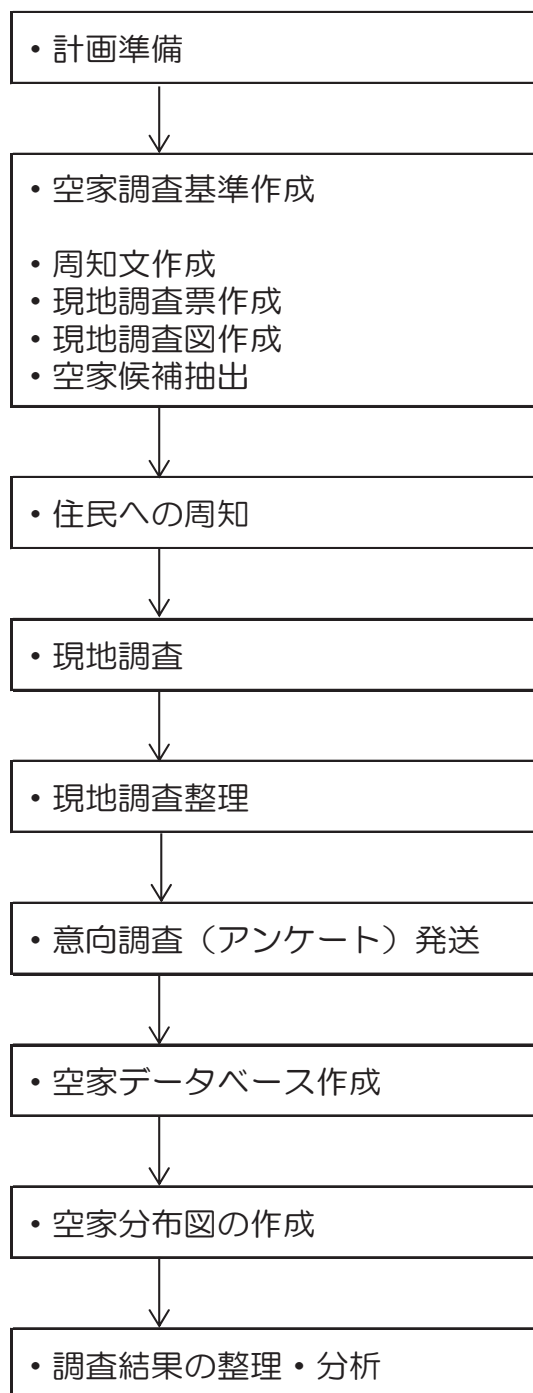 ・計画準備
・空家調査基準作成
・周知文作成
・現地調査票作成
・現地調査図作成
・空家候補抽出
・住民への周知
・現地調査
・現地調査整理
・意向調査（アンケート）発送
・空家データベース作成
・空家分布図の作成
・調査結果の整理・分析